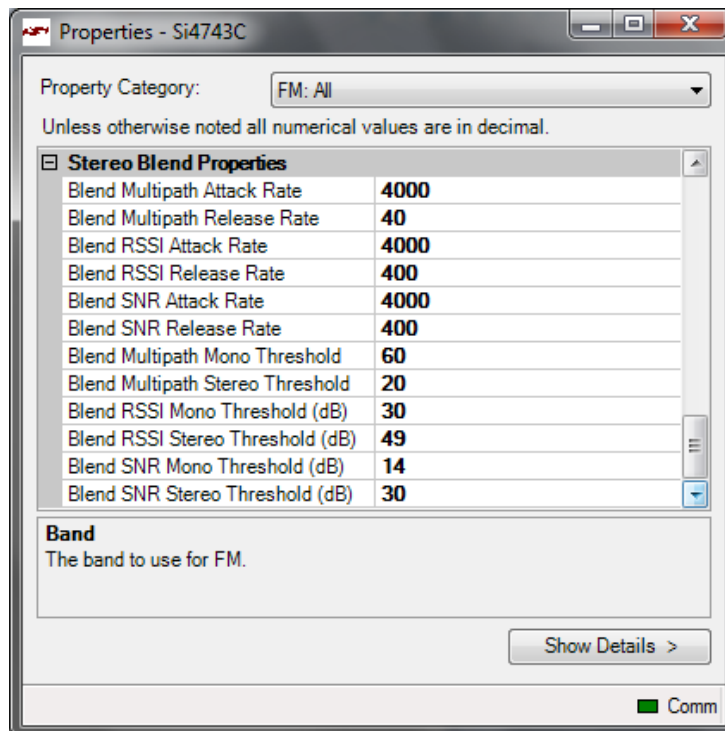 Properties - Si4743C
Property Category: FM: All
Unless otherwise noted all numerical values are in decimal.
Stereo Blend Properties
Blend Multipath Attack Rate 4000
Blend Multipath Release Rate 40
Blend RSSI Attack Rate 4000
Blend RSSI Release Rate 400
Blend SNR Attack Rate 4000
Blend SNR Release Rate 400
Blend Multipath Mono Threshold 60
Blend Multipath Stereo Threshold 20
Blend RSSI Mono Threshold (dB) 30
Blend RSSI Stereo Threshold (dB) 49
Blend SNR Mono Threshold (dB) 14
Blend SNR Stereo Threshold (dB) 30
Band
The band to use for FM.
Show Details >
Comm